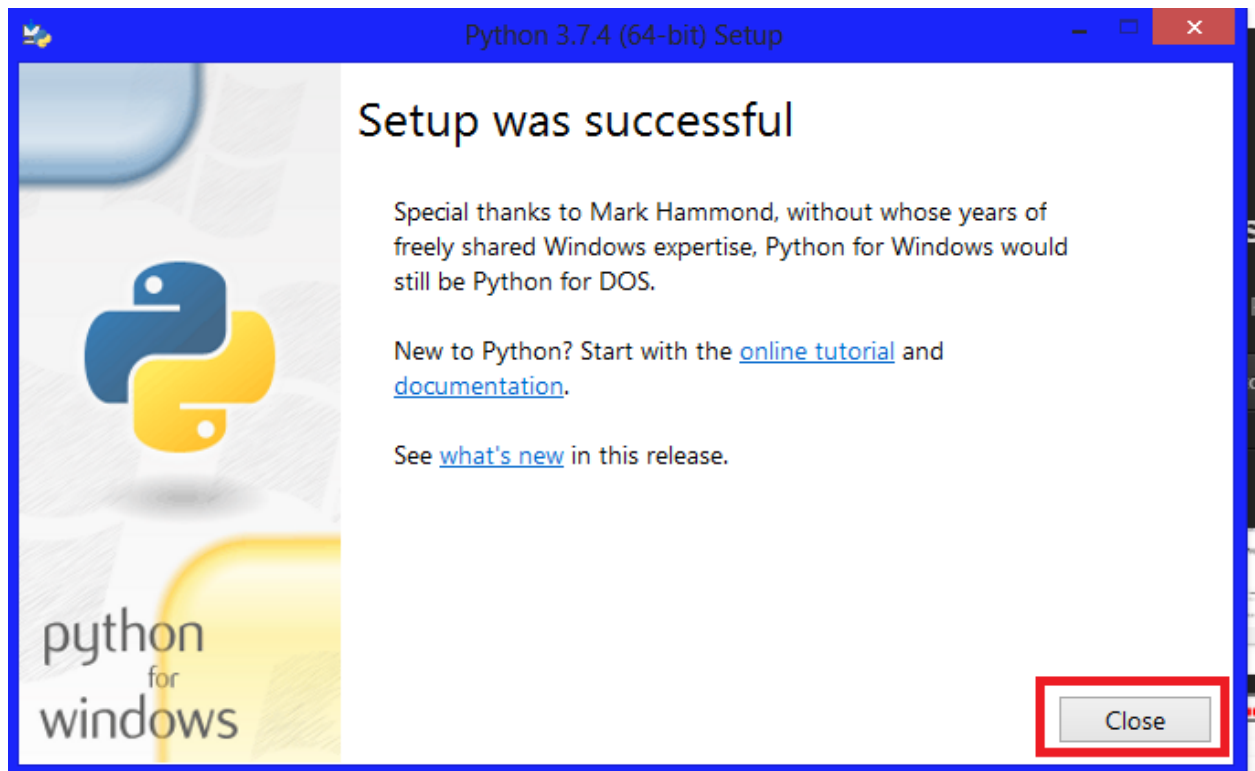 Python 3.7.4 (64-bit) Setup
Setup was successful
Special thanks to Mark Hammond, without whose years of
freely shared Windows expertise, Python for Windows would
still be Python for DOS.
New to Python? Start with the online tutorial and
documentation.
See what's new in this release.
python
for
windows
Close